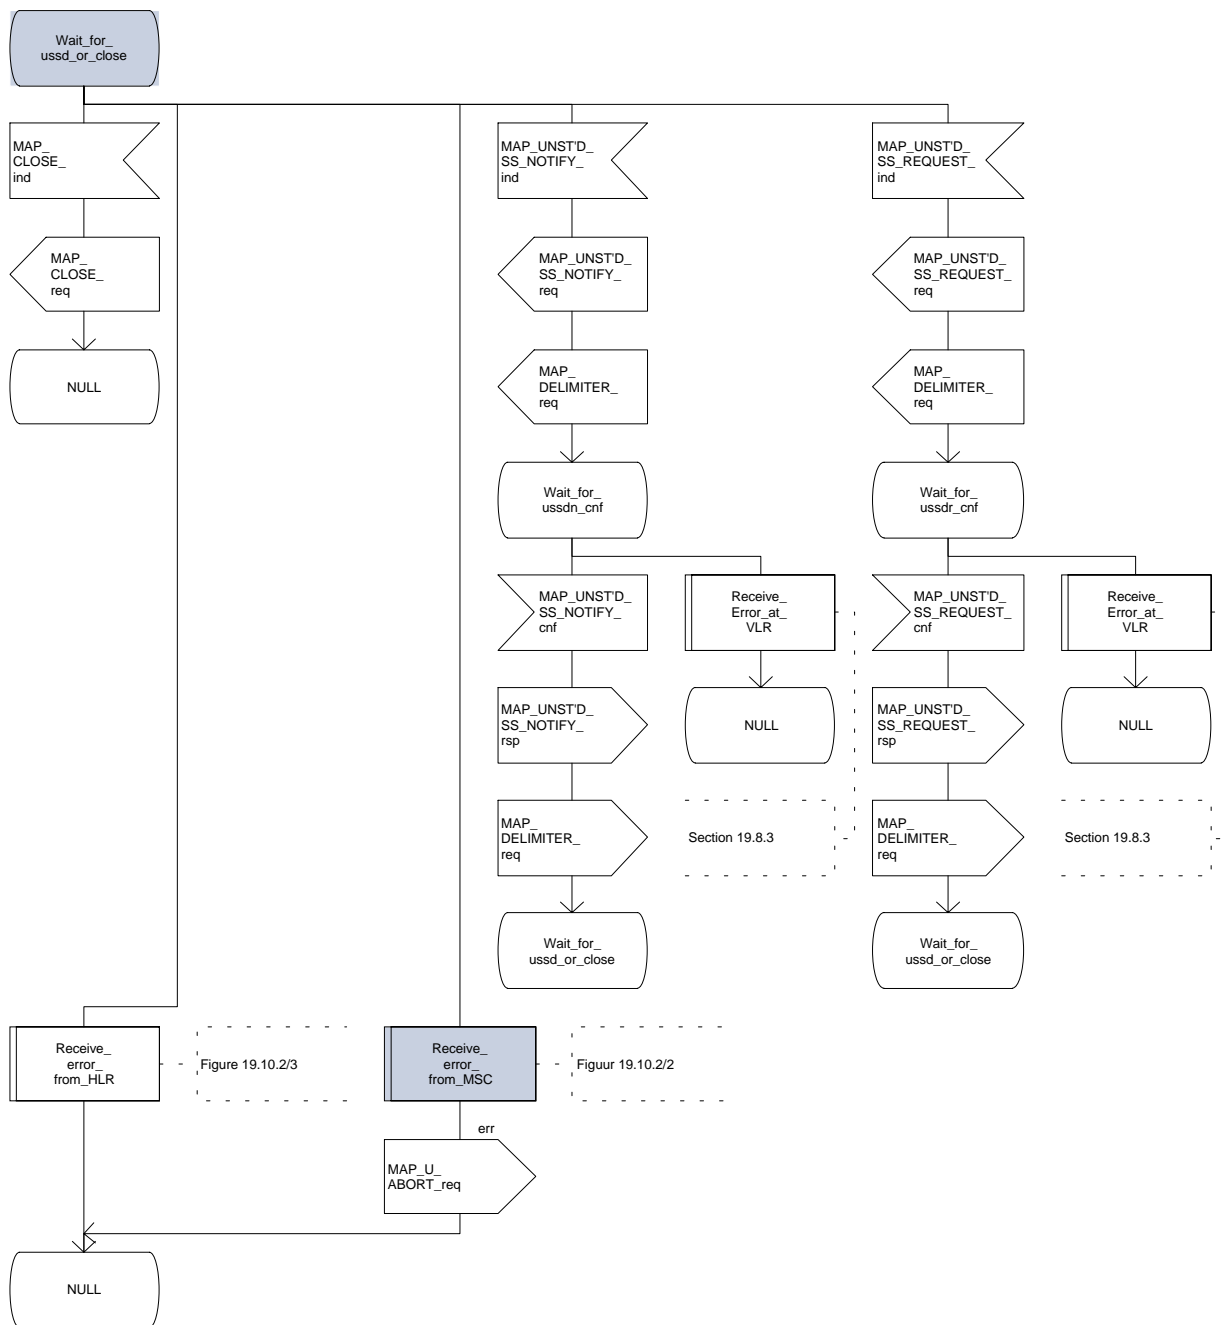 Wait_for_
ussd_or_close
MAP_
CLOSE_
ind
MAP_UNST'D_
SS_NOTIFY_
ind
MAP_UNST'D_
SS_REQUEST_
ind
MAP_
CLOSE_
req
MAP_UNST'D_
SS_NOTIFY_
req
MAP_UNST'D_
SS_REQUEST_
req
NULL
MAP_
DELIMITER_
req
MAP_
DELIMITER_
req
Wait_for_
ussdn_cnf
Wait_for_
ussdr_cnf
MAP_UNST'D_
SS_NOTIFY_
cnf
Receive_
Error_at_
VLR
MAP_UNST'D_
SS_REQUEST_
cnf
Receive_
Error_at_
VLR
MAP_UNST'D_
SS_NOTIFY_
rsp
NULL
MAP_UNST'D_
SS_REQUEST_
rsp
NULL
MAP_
DELIMITER_
req
Section 19.8.3
MAP_
DELIMITER_
req
Section 19.8.3
Wait_for_
ussd_or_close
Wait_for_
ussd_or_close
Receive_
error_
from_HLR
Figure 19.10.2/3
Receive_
error_
from_MSC
Figuur 19.10.2/2
err
MAP_U_
ABORT_req
NULL